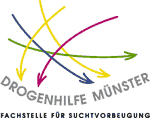 DROGENHILFE MÜNSTER
FACHSTELLE FÜR SUCHTVORBEUGUNG